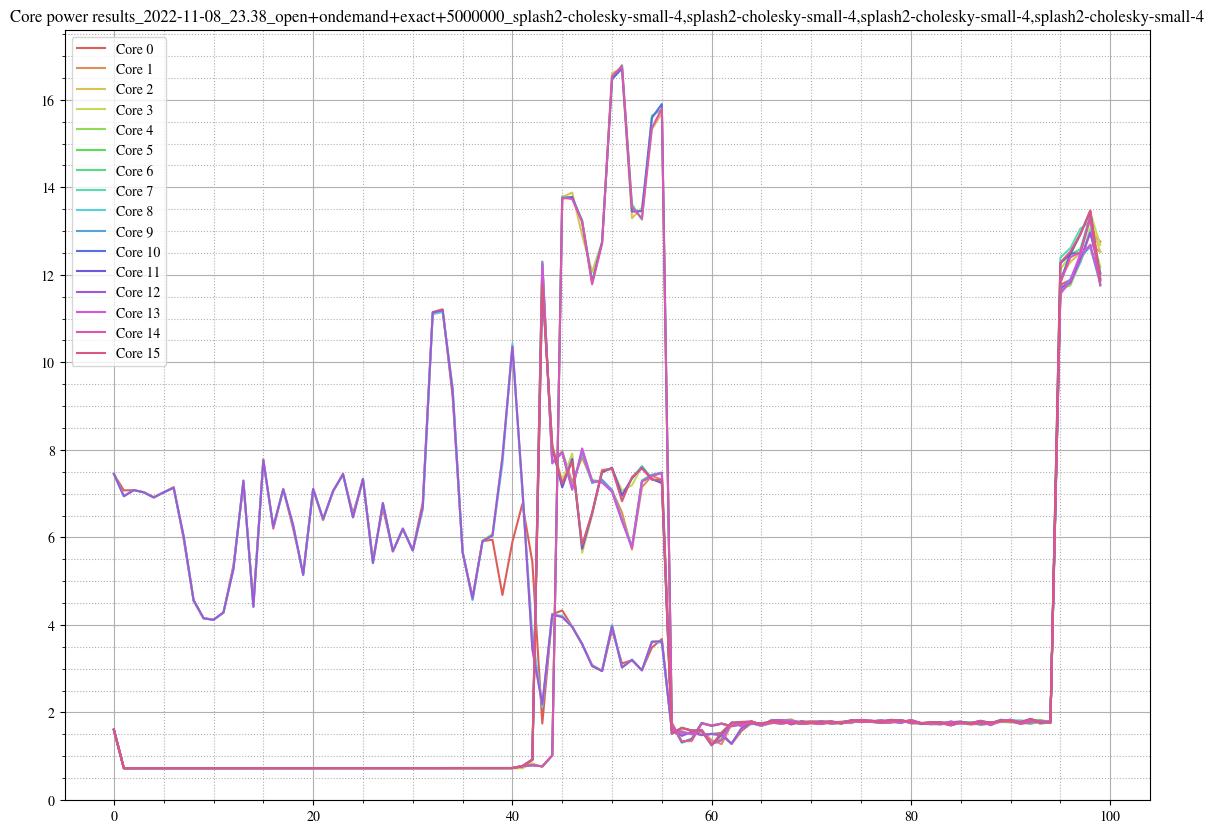 Core power results_2022-11-08_23.38_open+ondemand+exact+5000000_splash2-cholesky-small-4,splash2-cholesky-small-4,splash2-cholesky-small-4,splash2-cholesky-small-4
Core 0
Core 1
Core 2
Core 3
Core 4
Core 5
Core 6
Core 7
Core 8
Core 9
Core 10
Core 11
Core 12
Core 13
Core 14
Core 15
16
14
12
10
8
6
4
2
0
0 20 40 60 80 100